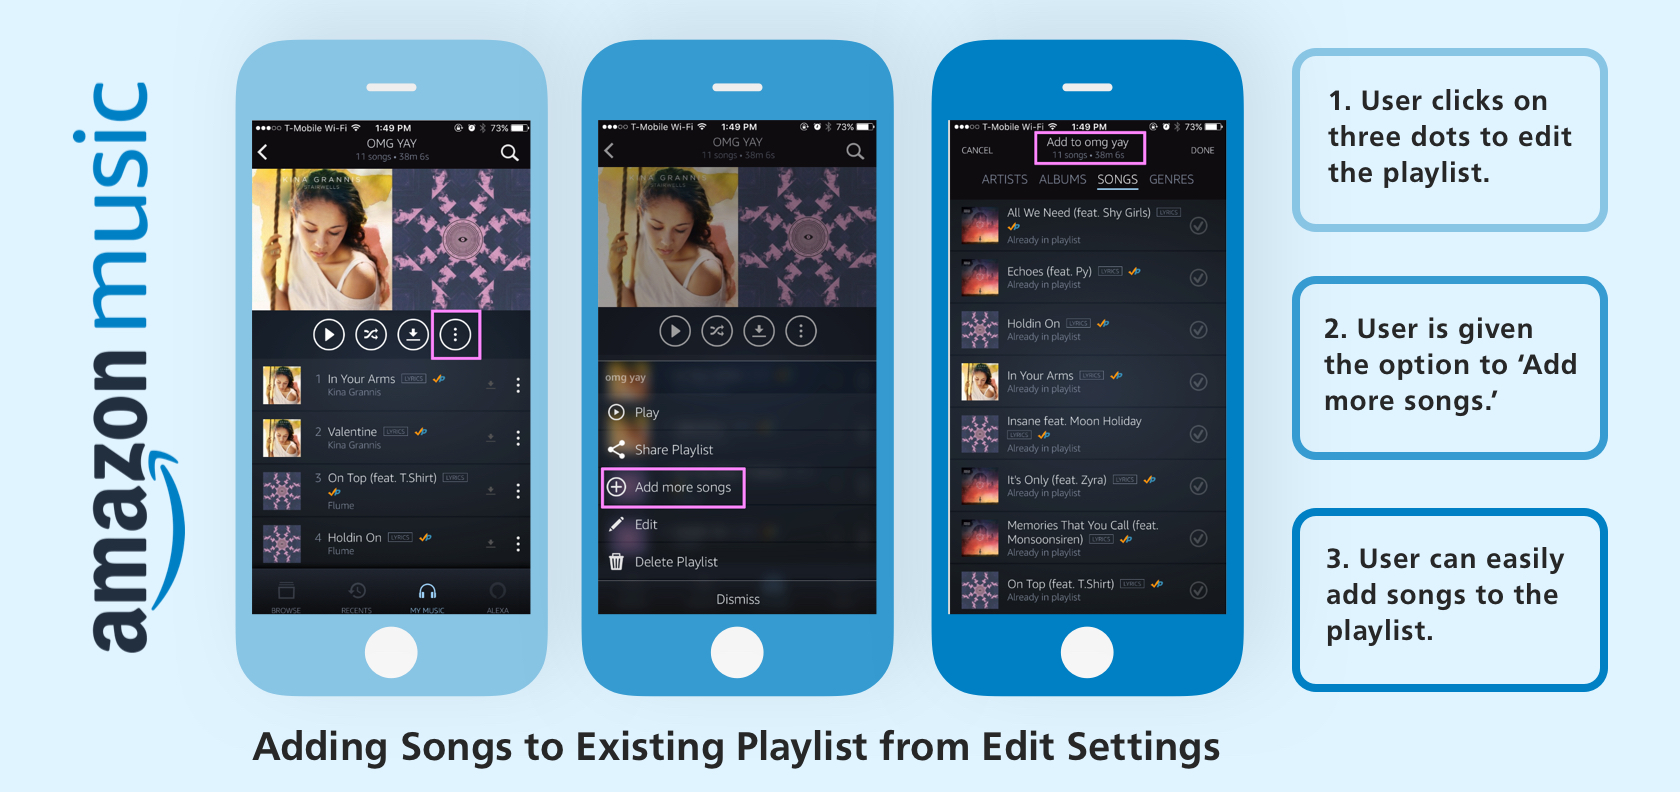 amazon music
T-Mobile Wi-Fi 1:49 PM 73%
OMG YAY
11 songs • 38m 6s
KINA GRANNIS
STAIRWELLS
1 In Your Arms LYRICS
Kina Grannis
2 Valentine LYRICS
Kina Grannis
3 On Top (feat. T.Shirt) LYRICS
Flume
4 Holdin On LYRICS
Flume
BROWSE RECENTS MY MUSIC ALEXA
T-Mobile Wi-Fi 1:49 PM 73%
OMG YAY
11 songs • 38m 6s
KINA GRANNIS
STAIRWELLS
omg yay
Play
Share Playlist
Add more songs
Edit
Delete Playlist
Dismiss
T-Mobile Wi-Fi 1:49 PM 73%
CANCEL Add to omg yay DONE
11 songs • 38m 6s
ARTISTS ALBUMS SONGS GENRES
All We Need (feat. Shy Girls) LYRICS
Already in playlist
Echoes (feat. Py) LYRICS
Already in playlist
Holdin On LYRICS
Already in playlist
In Your Arms LYRICS
Already in playlist
Insane feat. Moon Holiday
LYRICS
Already in playlist
It's Only (feat. Zyra) LYRICS
Already in playlist
Memories That You Call (feat.
Monsoonsiren) LYRICS
Already in playlist
On Top (feat. T.Shirt) LYRICS
Already in playlist
1. User clicks on
three dots to edit
the playlist.
2. User is given
the option to ‘Add
more songs.’
3. User can easily
add songs to the
playlist.
Adding Songs to Existing Playlist from Edit Settings